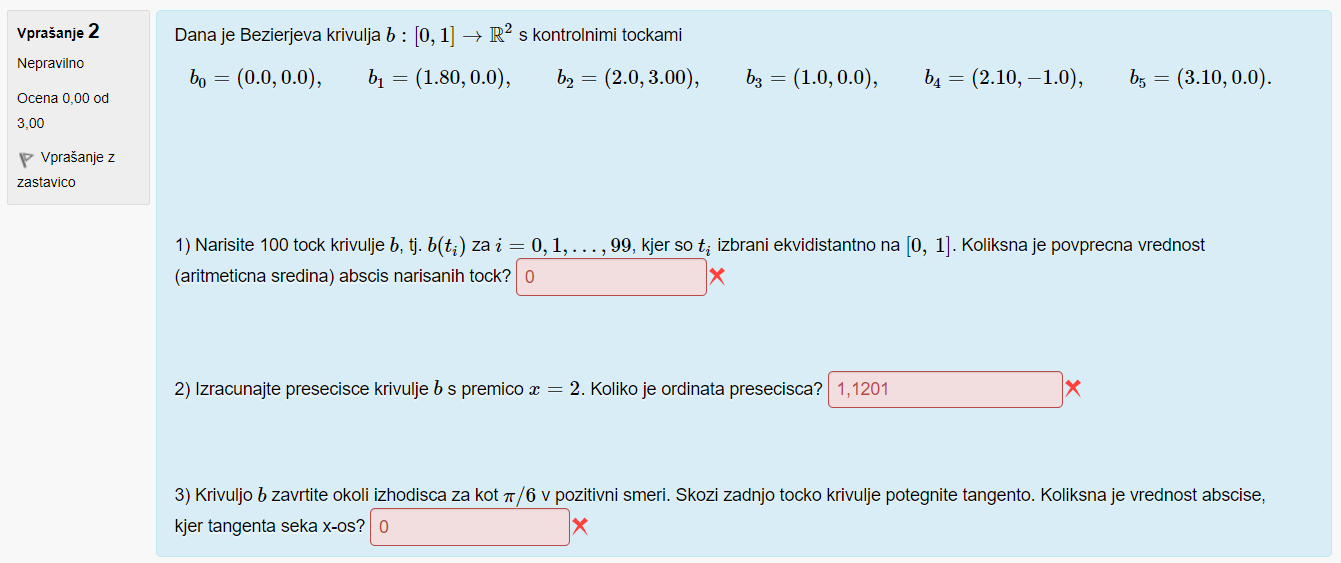 Vprašanje 2
Nepravilno
Ocena 0,00 od
3,00
Vprašanje z
zastavico
Dana je Bezierjeva krivulja b : [0, 1] → ℝ² s kontrolnimi tockami
b₀ = (0.0, 0.0), b₁ = (1.80, 0.0), b₂ = (2.0, 3.00), b₃ = (1.0, 0.0), b₄ = (2.10, −1.0), b₅ = (3.10, 0.0).
1) Narisite 100 tock krivulje b, tj. b(tᵢ) za i = 0, 1, . . . , 99, kjer so tᵢ izbrani ekvidistantno na [0, 1]. Koliksna je povprecna vrednost
(aritmeticna sredina) abscis narisanih tock? 0
2) Izracunajte presecisce krivulje b s premico x = 2. Koliko je ordinata presecisca? 1,1201
3) Krivuljo b zavrtite okoli izhodisca za kot π/6 v pozitivni smeri. Skozi zadnjo tocko krivulje potegnite tangento. Koliksna je vrednost abscise,
kjer tangenta seka x-os? 0